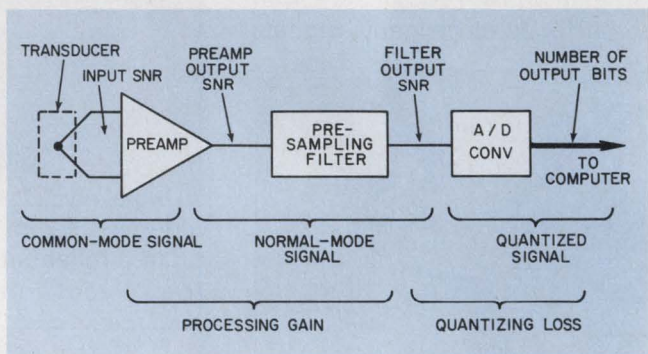 TRANSDUCER
INPUT SNR
PREAMP
PREAMP
OUTPUT
SNR
PRE-
SAMPLING
FILTER
FILTER
OUTPUT
SNR
A / D
CONV
NUMBER OF
OUTPUT BITS
TO
COMPUTER
COMMON-MODE SIGNAL
NORMAL-MODE
SIGNAL
QUANTIZED
SIGNAL
PROCESSING GAIN
QUANTIZING LOSS